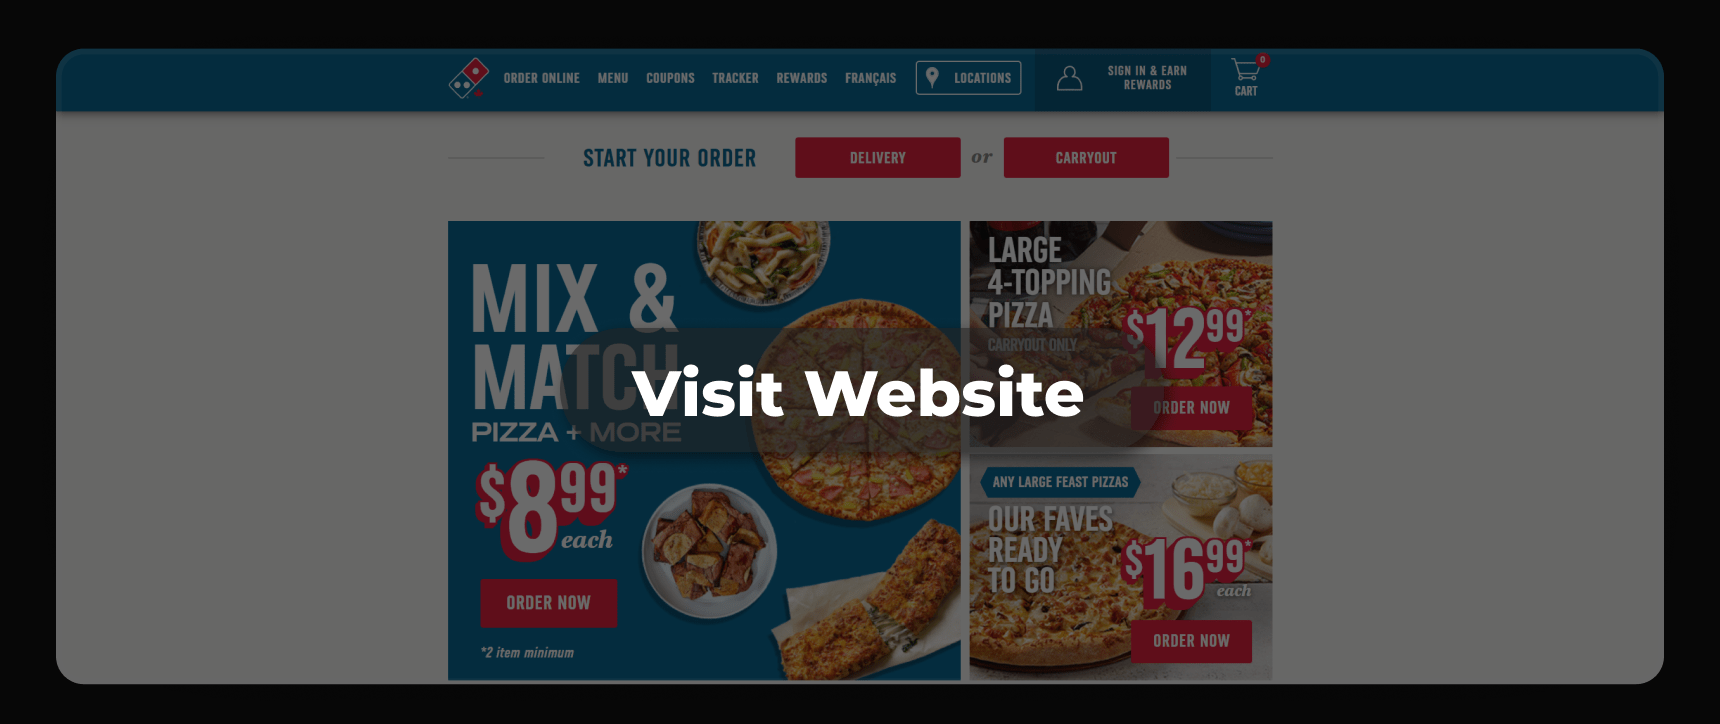 ORDER ONLINE MENU COUPONS TRACKER REWARDS FRANÇAIS LOCATIONS SIGN IN & EARN REWARDS 0 CART
START YOUR ORDER DELIVERY or CARRYOUT
MIX &
MATCH
PIZZA + MORE
$8.99*
each
ORDER NOW
*2 item minimum
LARGE
4-TOPPING
PIZZA
CARRYOUT ONLY
$12.99*
ORDER NOW
ANY LARGE FEAST PIZZAS
OUR FAVES
READY
TO GO
$16.99*
each
ORDER NOW
Visit Website